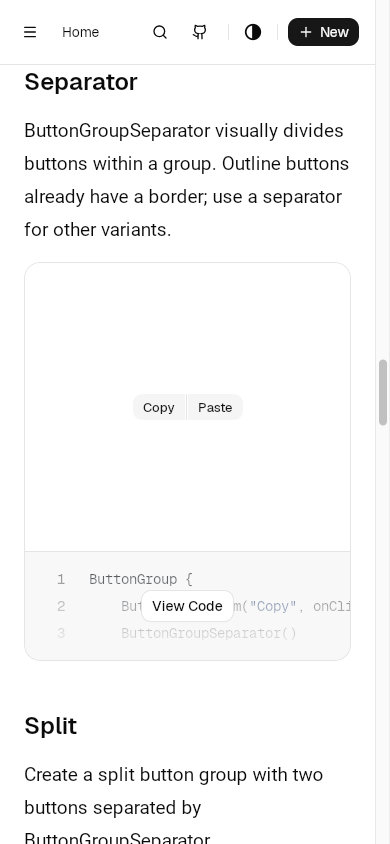 Home
New
Separator
ButtonGroupSeparator visually divides
buttons within a group. Outline buttons
already have a border; use a separator
for other variants.
Copy
Paste
1 ButtonGroup {
2 But m("Copy", onCli
View Code
3 ButtonGroupSeparator()
Split
Create a split button group with two
buttons separated by
ButtonGroupSeparator